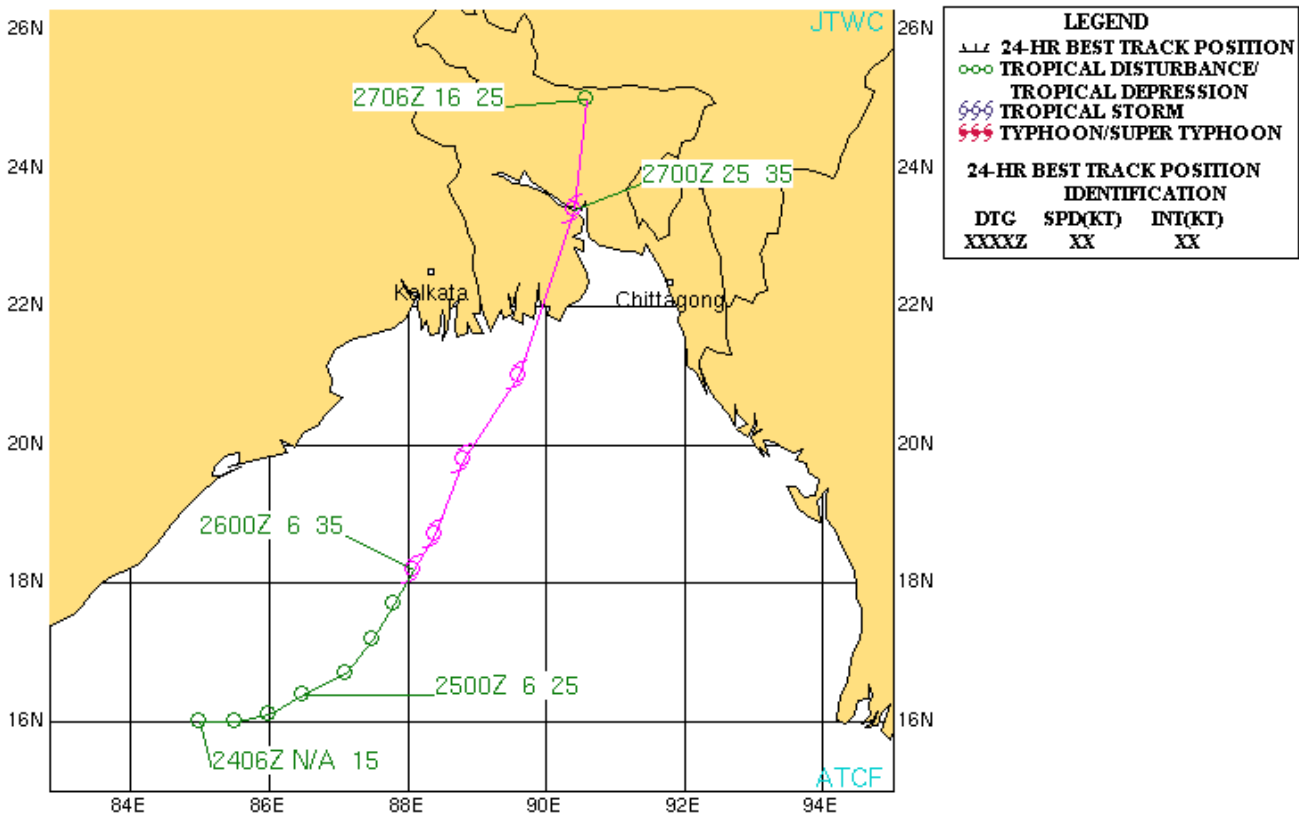 26N
JTWC
26N
2706Z 16 25
24N
2700Z 25 35
24N
Kolkata
Chittagong
22N
22N
20N
20N
2600Z 6 35
18N
18N
2500Z 6 25
16N
16N
2406Z N/A 15
ATCF
84E 86E 88E 90E 92E 94E
LEGEND
24-HR BEST TRACK POSITION
TROPICAL DISTURBANCE/
TROPICAL DEPRESSION
TROPICAL STORM
TYPHOON/SUPER TYPHOON
24-HR BEST TRACK POSITION
IDENTIFICATION
DTG SPD(KT) INT(KT)
XXXXZ XX XX